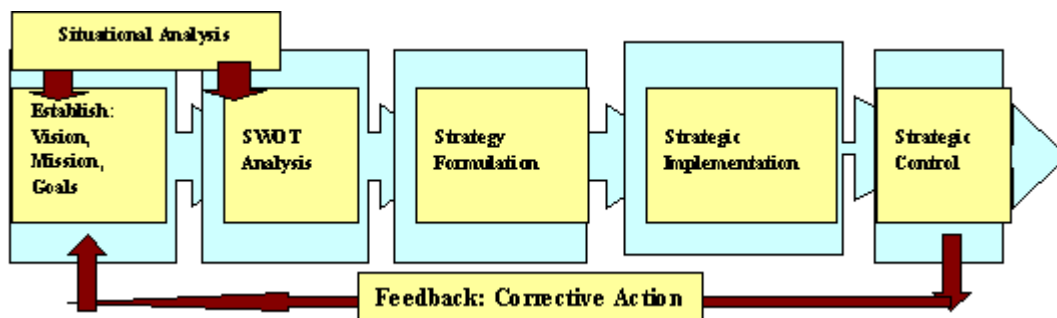 Situational Analysis
Establish:
Vision,
Mission,
Goals
SWOT
Analysis
Strategy
Formulation
Strategic
Implementation
Strategic
Control
Feedback: Corrective Action